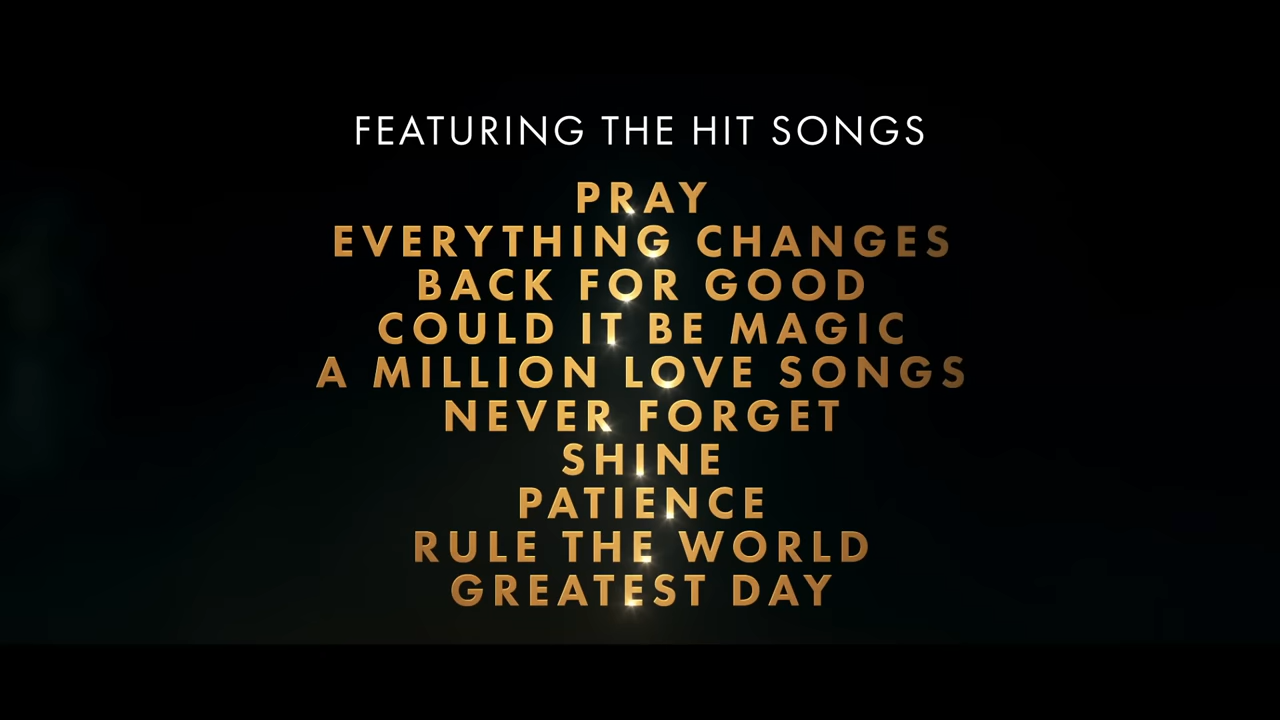 FEATURING THE HIT SONGS
PRAY
EVERYTHING CHANGES
BACK FOR GOOD
COULD IT BE MAGIC
A MILLION LOVE SONGS
NEVER FORGET
SHINE
PATIENCE
RULE THE WORLD
GREATEST DAY